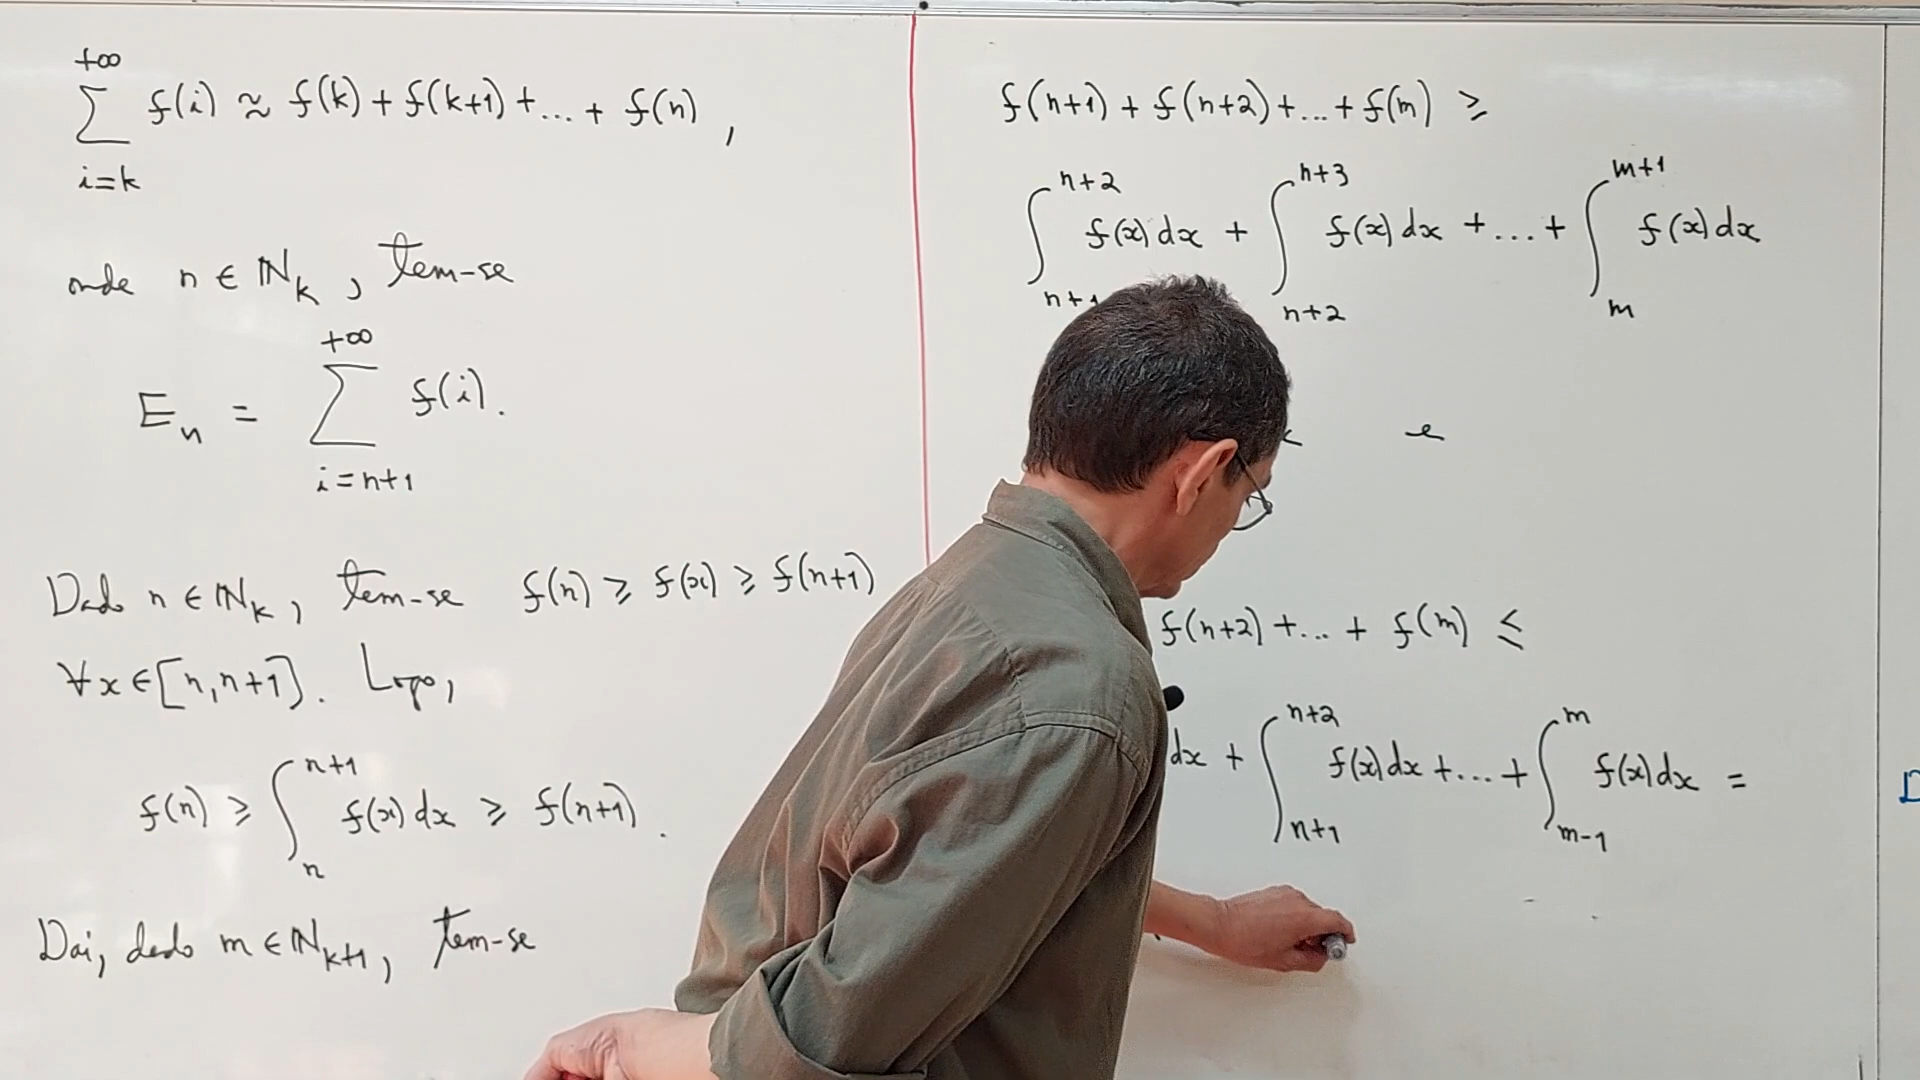 +∞
∑ f(i) ≈ f(k) + f(k+1) + ... + f(n) ,
i=k
onde n ∈ ℕ_k , tem-se
+∞
E_n = ∑ f(i).
i=n+1
Dado n ∈ ℕ_k , tem-se f(n) ⩾ f(x) ⩾ f(n+1)
∀x∈[n,n+1]. Logo,
f(n) ⩾ ∫_n^{n+1} f(x) dx ⩾ f(n+1) .
Daí, dado m ∈ ℕ_{k+1} , tem-se
f(n+1) + f(n+2) + ... + f(m) ⩾
∫_{n+1}^{n+2} f(x) dx + ∫_{n+2}^{n+3} f(x) dx + ... + ∫_m^{m+1} f(x) dx
e
f(n+2) + ... + f(m) ⩽
dx + ∫_{n+1}^{n+2} f(x) dx + ... + ∫_{m-1}^m f(x) dx =